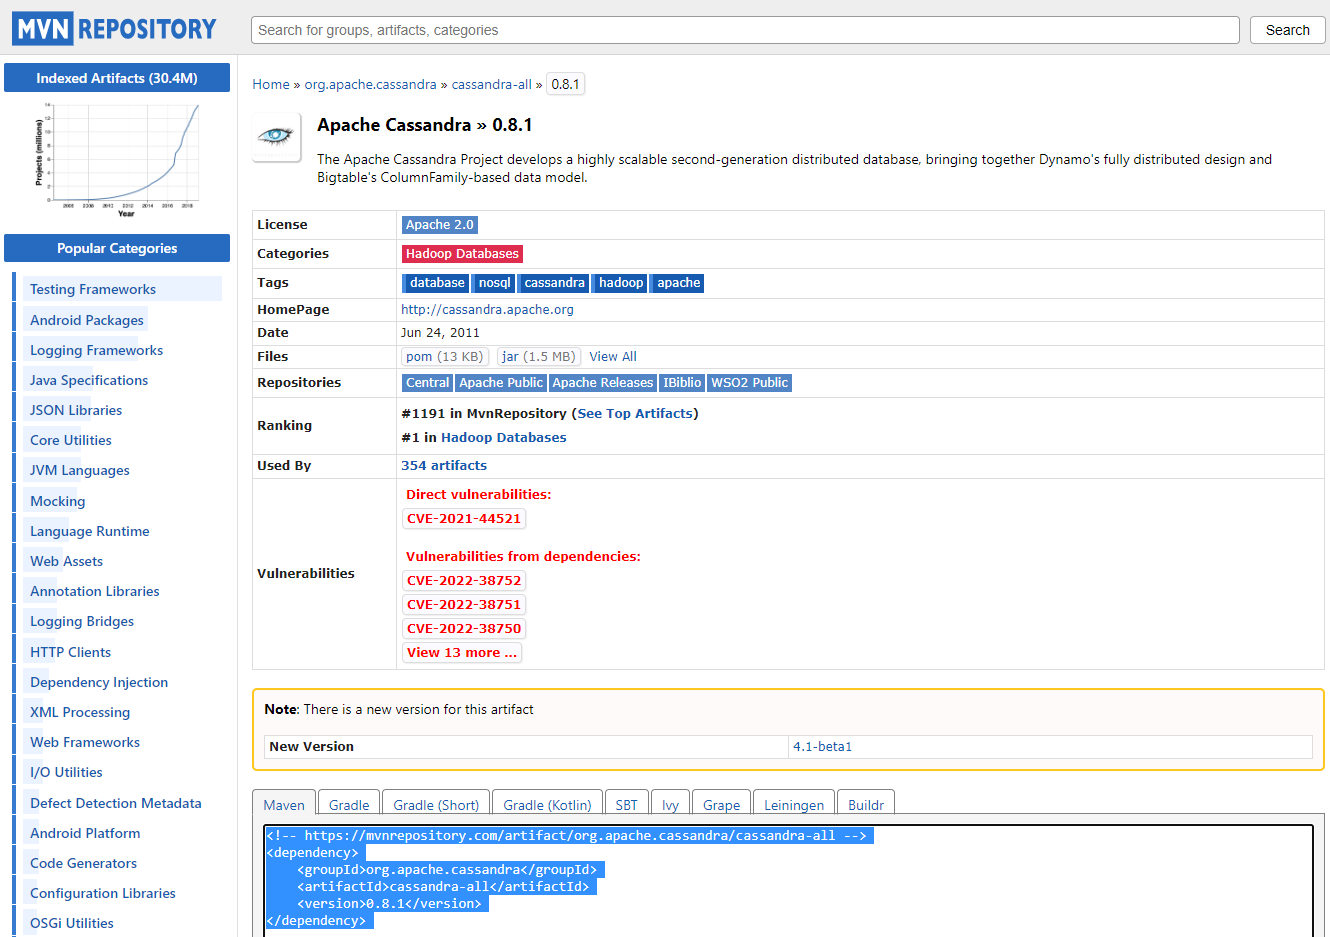 MVN REPOSITORY
Search for groups, artifacts, categories
Search
Indexed Artifacts (30.4M)
Projects (millions)
Year
Popular Categories
Testing Frameworks
Android Packages
Logging Frameworks
Java Specifications
JSON Libraries
Core Utilities
JVM Languages
Mocking
Language Runtime
Web Assets
Annotation Libraries
Logging Bridges
HTTP Clients
Dependency Injection
XML Processing
Web Frameworks
I/O Utilities
Defect Detection Metadata
Android Platform
Code Generators
Configuration Libraries
OSGi Utilities
Home » org.apache.cassandra » cassandra-all » 0.8.1
Apache Cassandra » 0.8.1
The Apache Cassandra Project develops a highly scalable second-generation distributed database, bringing together Dynamo's fully distributed design and
Bigtable's ColumnFamily-based data model.
License Apache 2.0
Categories Hadoop Databases
Tags database nosql cassandra hadoop apache
HomePage http://cassandra.apache.org
Date Jun 24, 2011
Files pom (13 KB) jar (1.5 MB) View All
Repositories Central Apache Public Apache Releases IBiblio WSO2 Public
Ranking #1191 in MvnRepository (See Top Artifacts)
#1 in Hadoop Databases
Used By 354 artifacts
Vulnerabilities Direct vulnerabilities:
CVE-2021-44521
Vulnerabilities from dependencies:
CVE-2022-38752
CVE-2022-38751
CVE-2022-38750
View 13 more ...
Note: There is a new version for this artifact
New Version 4.1-beta1
Maven Gradle Gradle (Short) Gradle (Kotlin) SBT Ivy Grape Leiningen Buildr
<!-- https://mvnrepository.com/artifact/org.apache.cassandra/cassandra-all -->
<dependency>
<groupId>org.apache.cassandra</groupId>
<artifactId>cassandra-all</artifactId>
<version>0.8.1</version>
</dependency>